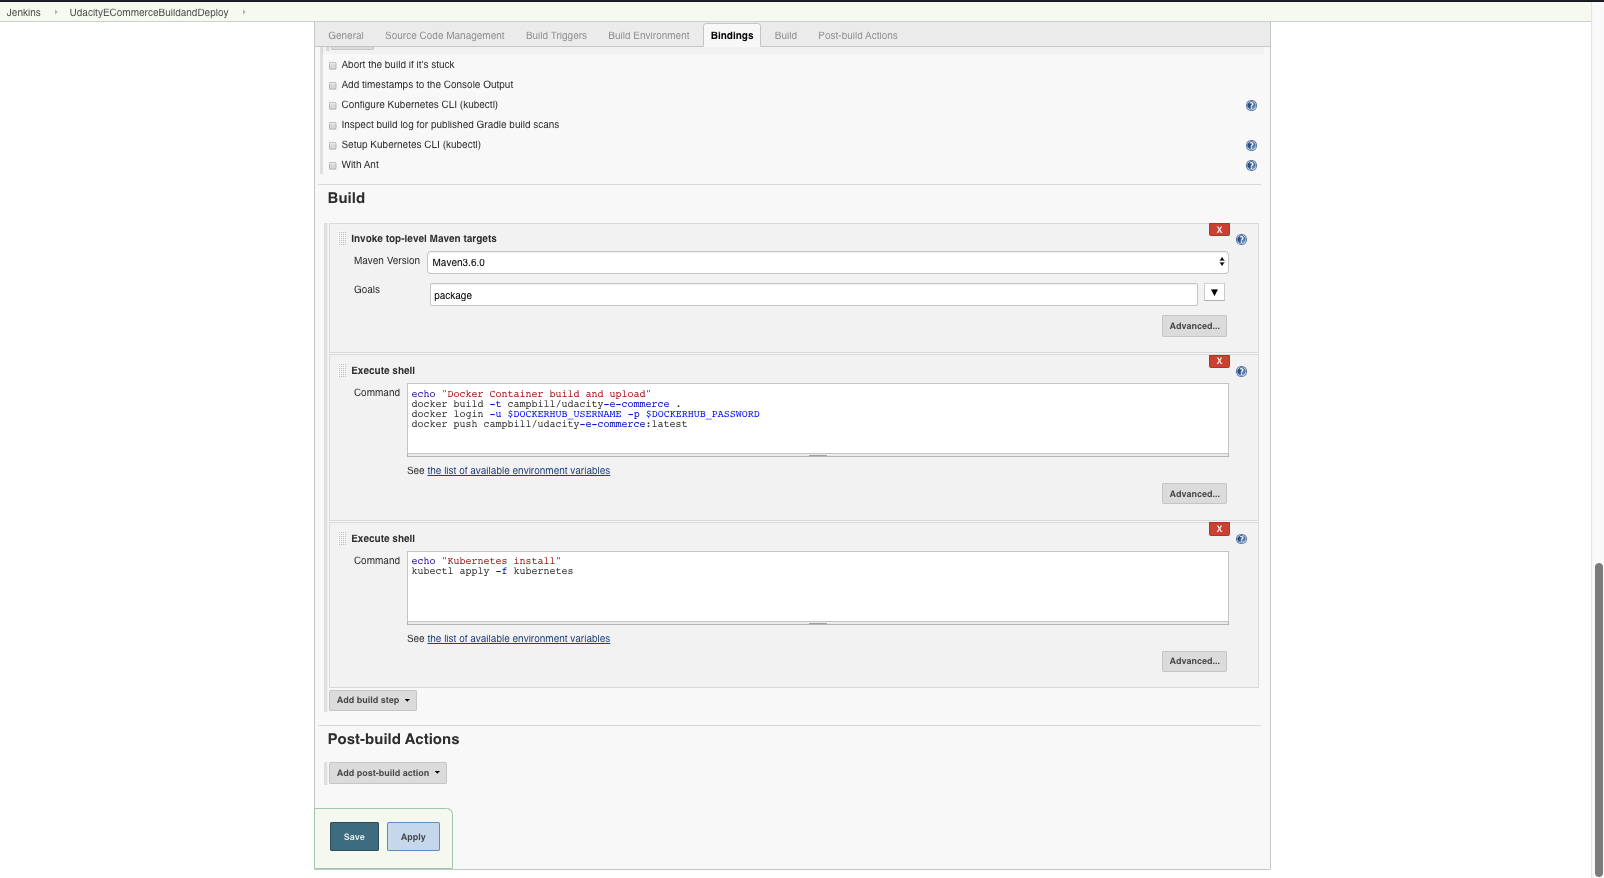 Jenkins UdacityECommerceBuildandDeploy
General Source Code Management Build Triggers Build Environment Bindings Build Post-build Actions
Abort the build if it's stuck
Add timestamps to the Console Output
Configure Kubernetes CLI (kubectl)
Inspect build log for published Gradle build scans
Setup Kubernetes CLI (kubectl)
With Ant
Build
X
Invoke top-level Maven targets
Maven Version Maven3.6.0
Goals package
Advanced...
X
Execute shell
Command echo "Docker Container build and upload"
docker build -t campbill/udacity-e-commerce .
docker login -u $DOCKERHUB_USERNAME -p $DOCKERHUB_PASSWORD
docker push campbill/udacity-e-commerce:latest
See the list of available environment variables
Advanced...
X
Execute shell
Command echo "Kubernetes install"
kubectl apply -f kubernetes
See the list of available environment variables
Advanced...
Add build step
Post-build Actions
Add post-build action
Save Apply